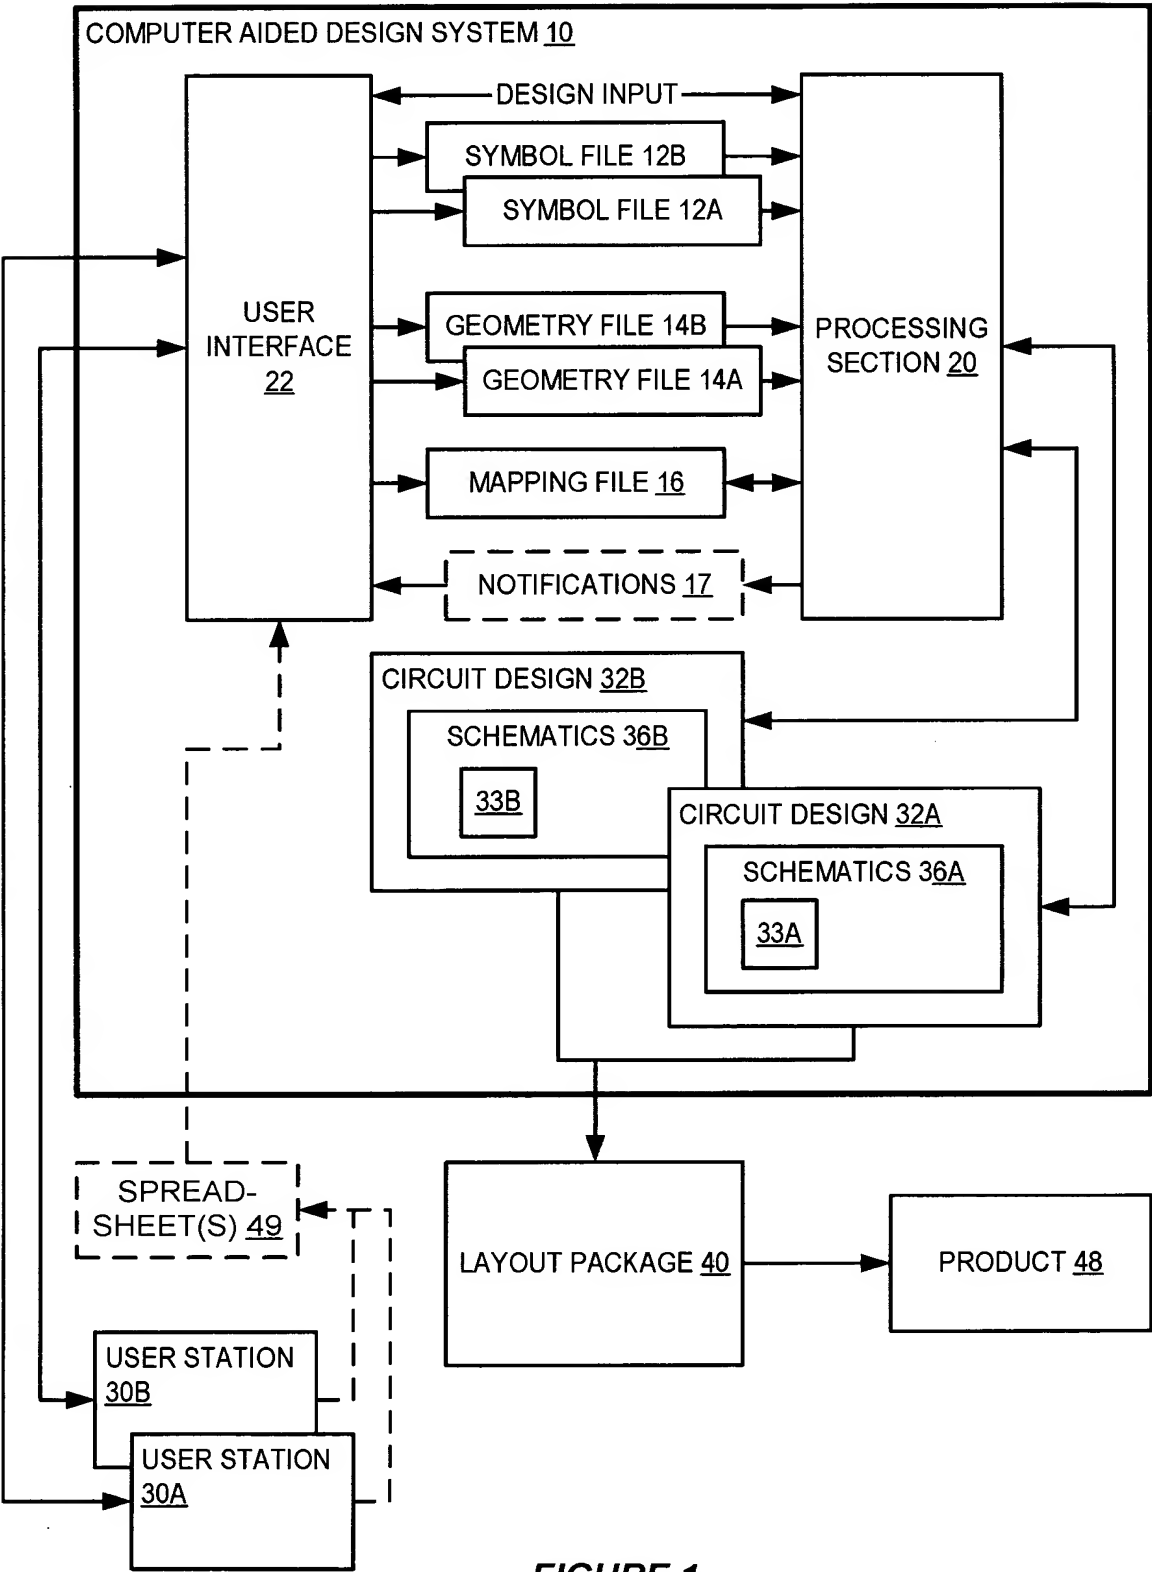 COMPUTER AIDED DESIGN SYSTEM 10
DESIGN INPUT
SYMBOL FILE 12B
SYMBOL FILE 12A
USER
INTERFACE
22
GEOMETRY FILE 14B
GEOMETRY FILE 14A
PROCESSING
SECTION 20
MAPPING FILE 16
NOTIFICATIONS 17
CIRCUIT DESIGN 32B
SCHEMATICS 36B
33B
CIRCUIT DESIGN 32A
SCHEMATICS 36A
33A
SPREAD-
SHEET(S) 49
LAYOUT PACKAGE 40
PRODUCT 48
USER STATION
30B
USER STATION
30A
FIGURE 1